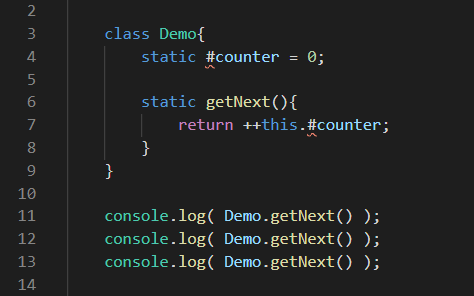 2
3 class Demo{
4 static #counter = 0;
5
6 static getNext(){
7 return ++this.#counter;
8 }
9 }
10
11 console.log( Demo.getNext() );
12 console.log( Demo.getNext() );
13 console.log( Demo.getNext() );
14